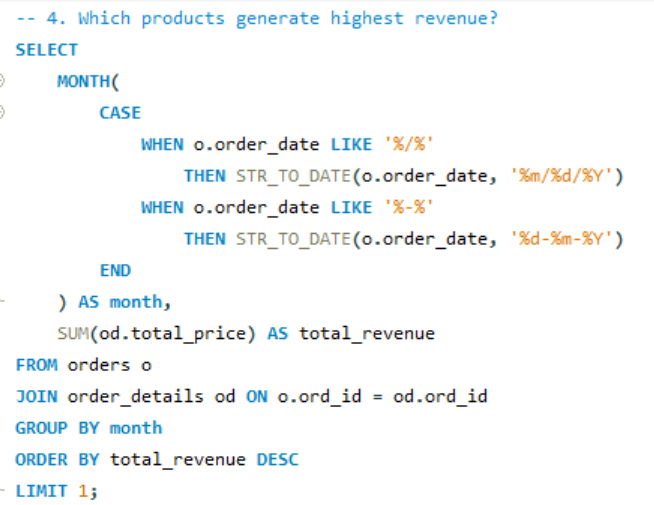 -- 4. Which products generate highest revenue?
SELECT
MONTH(
CASE
WHEN o.order_date LIKE '%/%'
THEN STR_TO_DATE(o.order_date, '%m/%d/%Y')
WHEN o.order_date LIKE '%-%'
THEN STR_TO_DATE(o.order_date, '%d-%m-%Y')
END
) AS month,
SUM(od.total_price) AS total_revenue
FROM orders o
JOIN order_details od ON o.ord_id = od.ord_id
GROUP BY month
ORDER BY total_revenue DESC
LIMIT 1;